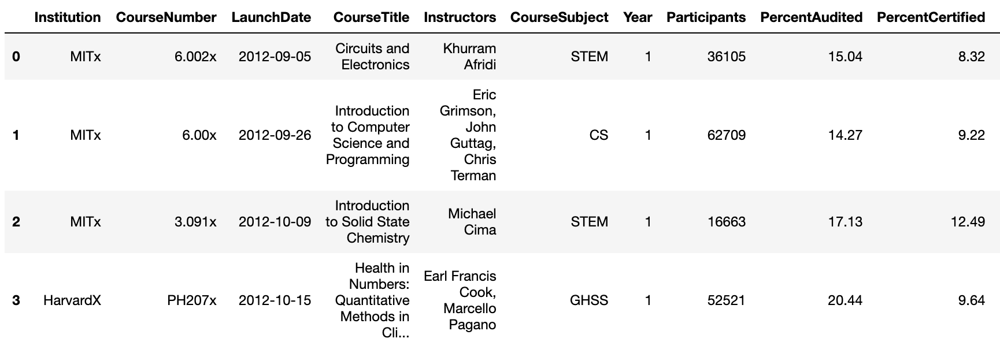 Institution CourseNumber LaunchDate CourseTitle Instructors CourseSubject Year Participants PercentAudited PercentCertified
0 MITx 6.002x 2012-09-05 Circuits and Electronics Khurram Afridi STEM 1 36105 15.04 8.32
1 MITx 6.00x 2012-09-26 Introduction to Computer Science and Programming Eric Grimson, John Guttag, Chris Terman CS 1 62709 14.27 9.22
2 MITx 3.091x 2012-10-09 Introduction to Solid State Chemistry Michael Cima STEM 1 16663 17.13 12.49
3 HarvardX PH207x 2012-10-15 Health in Numbers: Quantitative Methods in Cli... Earl Francis Cook, Marcello Pagano GHSS 1 52521 20.44 9.64